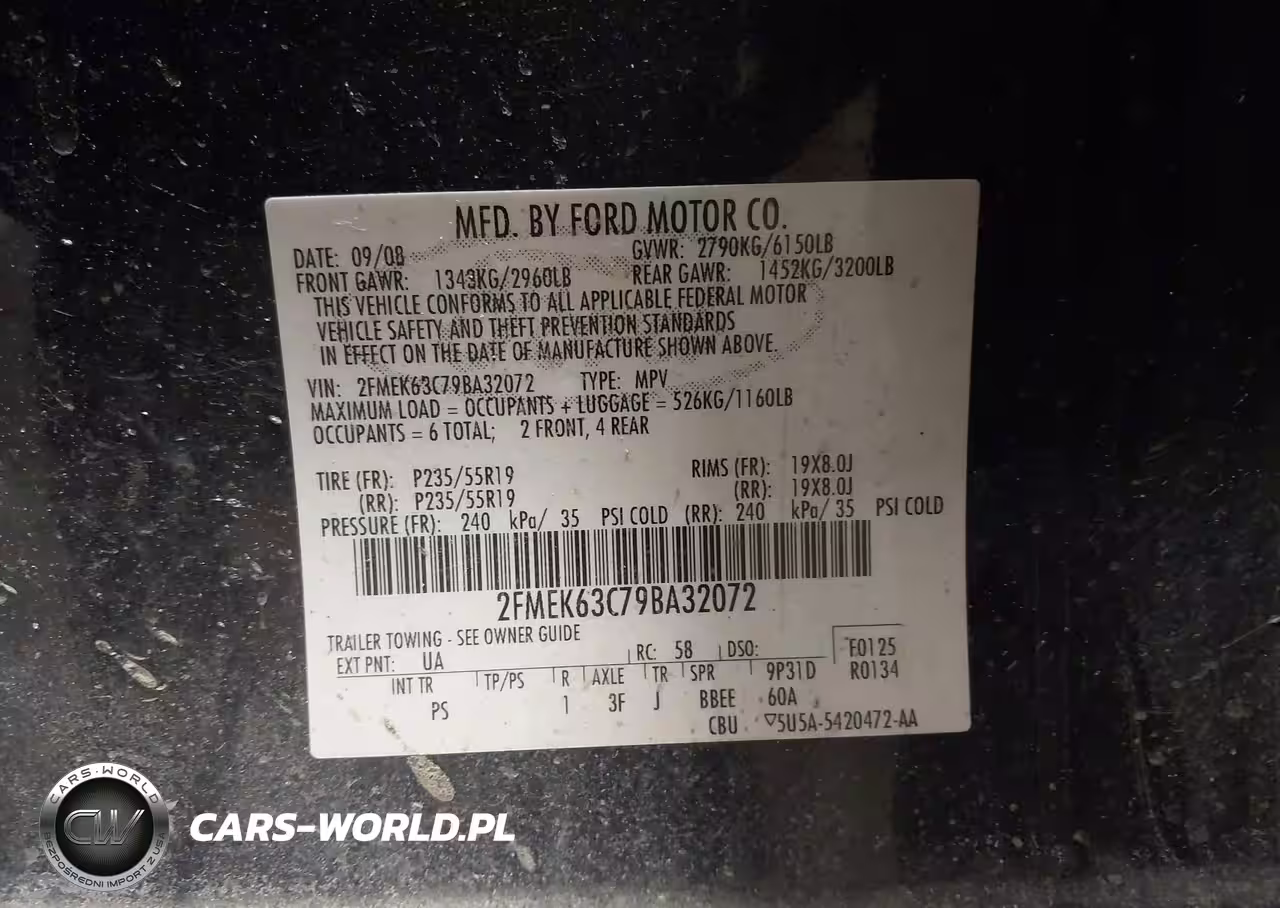 MFD. BY FORD MOTOR CO.
DATE: 09/08 GVWR: 2790KG/6150LB
FRONT GAWR: 1343KG/2960LB REAR GAWR: 1452KG/3200LB
THIS VEHICLE CONFORMS TO ALL APPLICABLE FEDERAL MOTOR
VEHICLE SAFETY AND THEFT PREVENTION STANDARDS
IN EFFECT ON THE DATE OF MANUFACTURE SHOWN ABOVE.
VIN: 2FMEK63C79BA32072 TYPE: MPV
MAXIMUM LOAD = OCCUPANTS + LUGGAGE = 526KG/1160LB
OCCUPANTS = 6 TOTAL; 2 FRONT, 4 REAR
TIRE (FR): P235/55R19 RIMS (FR): 19X8.0J
(RR): P235/55R19 (RR): 19X8.0J
PRESSURE (FR): 240 kPa/ 35 PSI COLD (RR): 240 kPa/ 35 PSI COLD
2FMEK63C79BA32072
TRAILER TOWING - SEE OWNER GUIDE
EXT PNT: UA RC: 58 DSO: F0125
INT TR TP/PS R AXLE TR SPR 9P31D R0134
PS 1 3F J BBEE 60A
CBU ▽5U5A-5420472-AA
CARS-WORLD
CW
BEZPOŚREDNI IMPORT Z USA
CARS-WORLD.PL